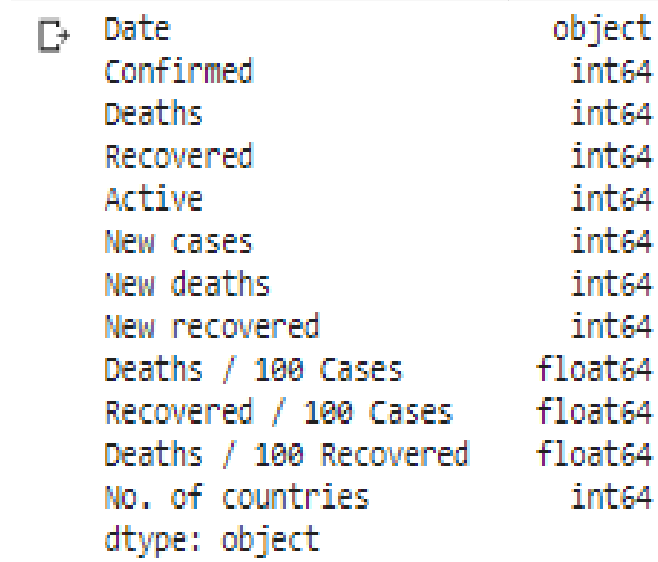 Date object
Confirmed int64
Deaths int64
Recovered int64
Active int64
New cases int64
New deaths int64
New recovered int64
Deaths / 100 Cases float64
Recovered / 100 Cases float64
Deaths / 100 Recovered float64
No. of countries int64
dtype: object